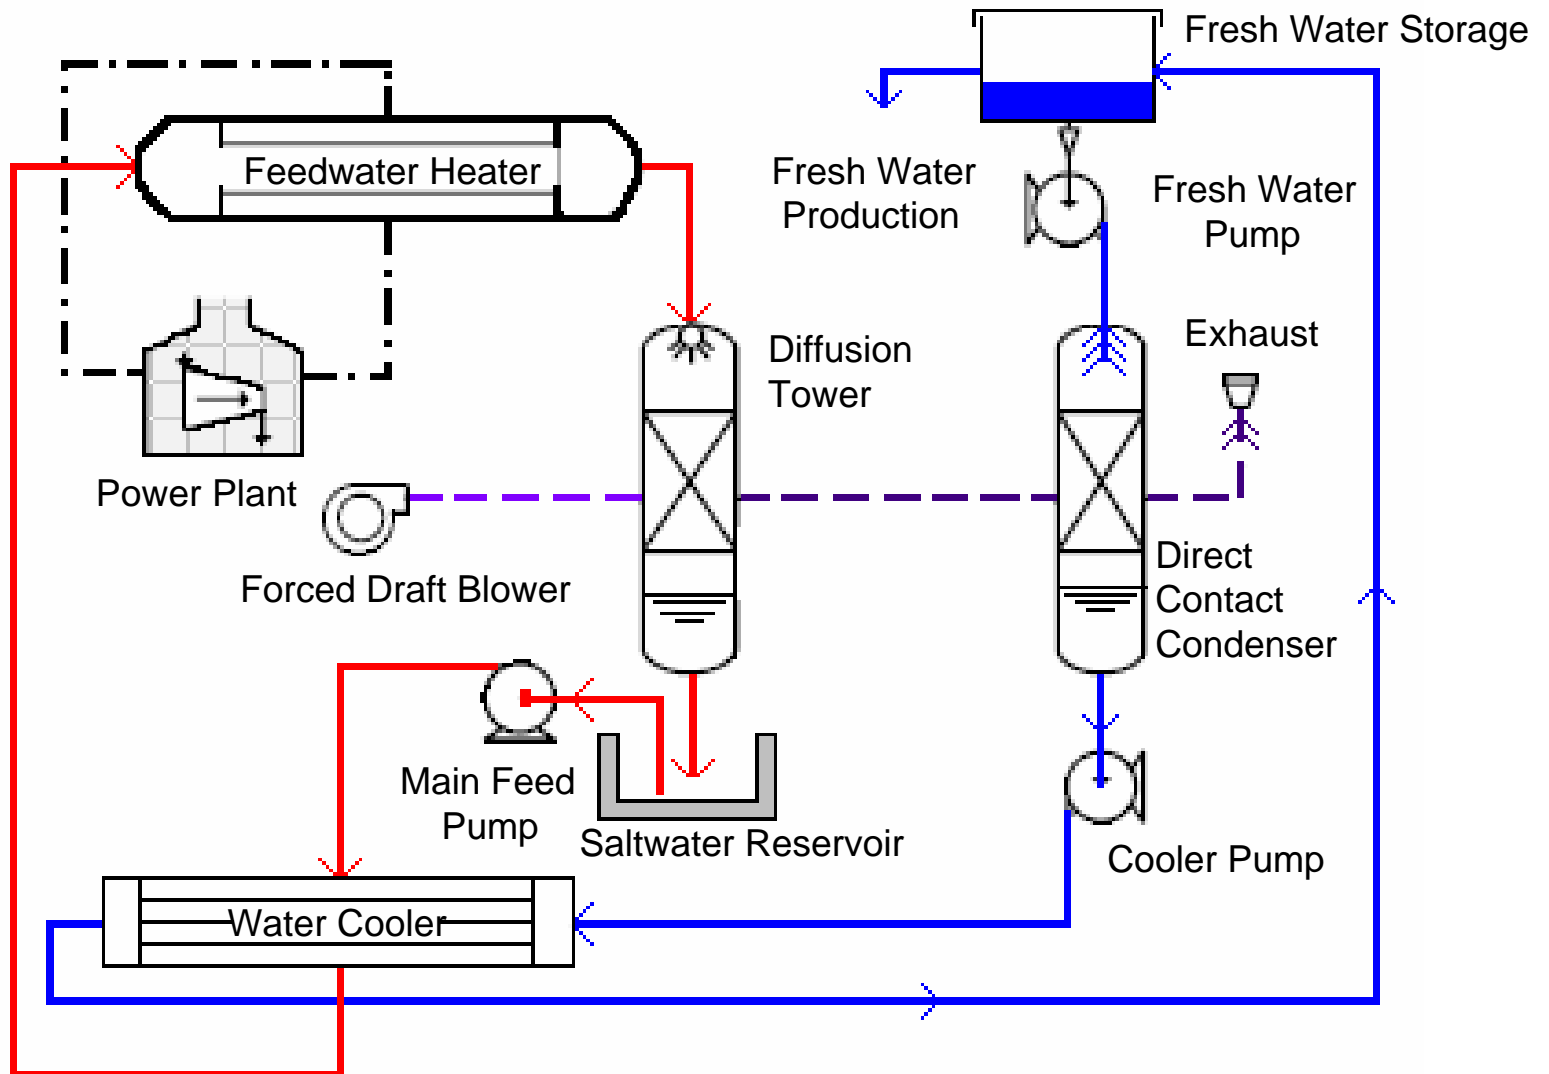 Fresh Water Storage
Feedwater Heater
Fresh Water
Production
Fresh Water
Pump
Exhaust
Diffusion
Tower
Power Plant
Forced Draft Blower
Direct
Contact
Condenser
Main Feed
Pump
Saltwater Reservoir
Cooler Pump
Water Cooler